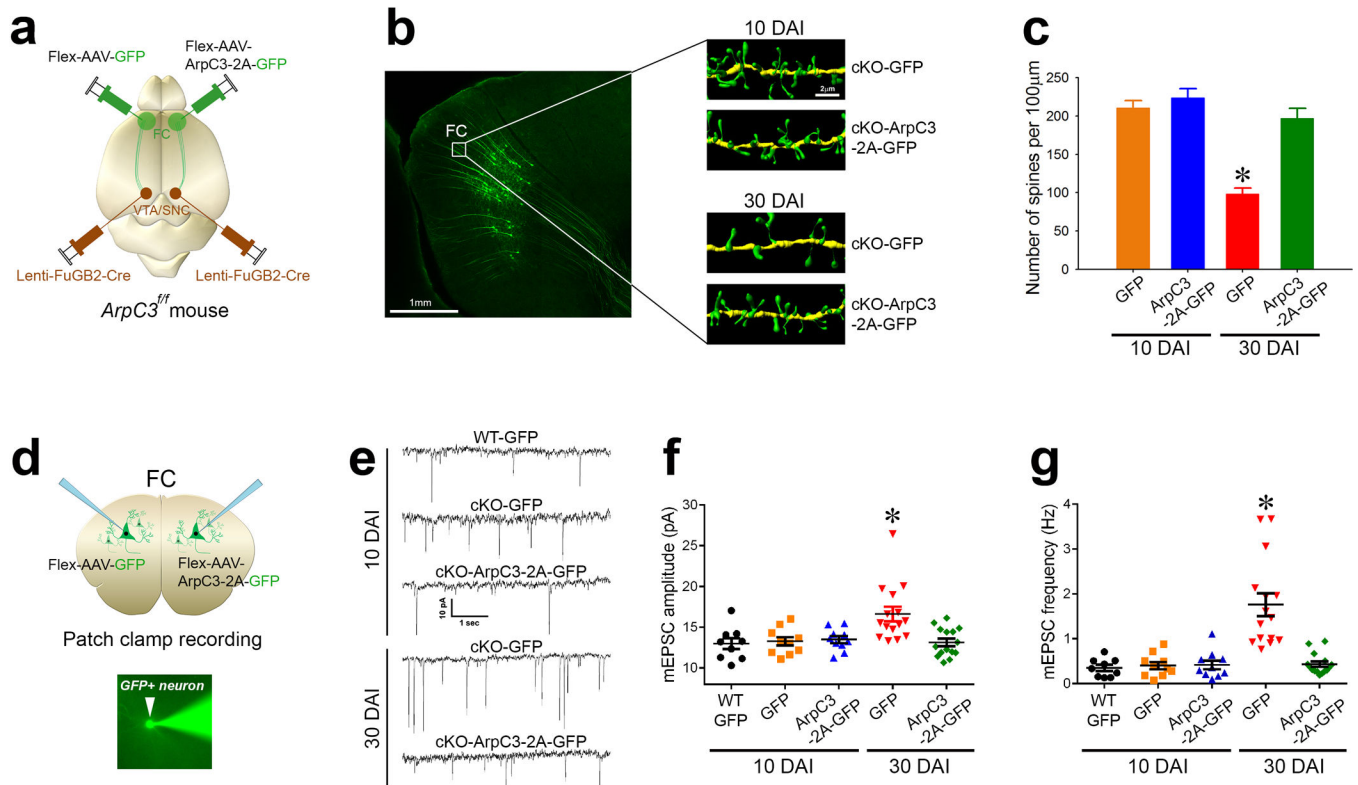 a
Flex-AAV-GFP
Flex-AAV-
ArpC3-2A-GFP
FC
VTA/SNC
Lenti-FuGB2-Cre
Lenti-FuGB2-Cre
ArpC3f/f mouse
b
FC
1mm
10 DAI
cKO-GFP
2μm
cKO-ArpC3
-2A-GFP
30 DAI
cKO-GFP
cKO-ArpC3
-2A-GFP
c
Number of spines per 100μm
250
200
150
100
50
0
*
GFP
ArpC3
-2A-GFP
GFP
ArpC3
-2A-GFP
10 DAI
30 DAI
d
FC
Flex-AAV-GFP
Flex-AAV-
ArpC3-2A-GFP
Patch clamp recording
GFP+ neuron
e
10 DAI
WT-GFP
cKO-GFP
cKO-ArpC3-2A-GFP
10 pA
1 sec
30 DAI
cKO-GFP
cKO-ArpC3-2A-GFP
f
mEPSC amplitude (pA)
30
25
20
15
10
*
WT
GFP
GFP
ArpC3
-2A-GFP
GFP
ArpC3
-2A-GFP
10 DAI
30 DAI
g
mEPSC frequency (Hz)
4
3
2
1
0
*
WT
GFP
GFP
ArpC3
-2A-GFP
GFP
ArpC3
-2A-GFP
10 DAI
30 DAI